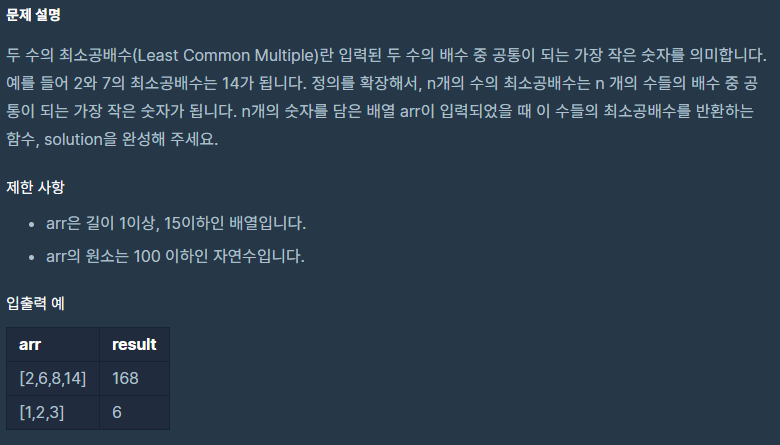 문제 설명
두 수의 최소공배수(Least Common Multiple)란 입력된 두 수의 배수 중 공통이 되는 가장 작은 숫자를 의미합니다.
예를 들어 2와 7의 최소공배수는 14가 됩니다. 정의를 확장해서, n개의 수의 최소공배수는 n 개의 수들의 배수 중 공
통이 되는 가장 작은 숫자가 됩니다. n개의 숫자를 담은 배열 arr이 입력되었을 때 이 수들의 최소공배수를 반환하는
함수, solution을 완성해 주세요.
제한 사항
• arr은 길이 1이상, 15이하인 배열입니다.
• arr의 원소는 100 이하인 자연수입니다.
입출력 예
arr result
[2,6,8,14] 168
[1,2,3] 6